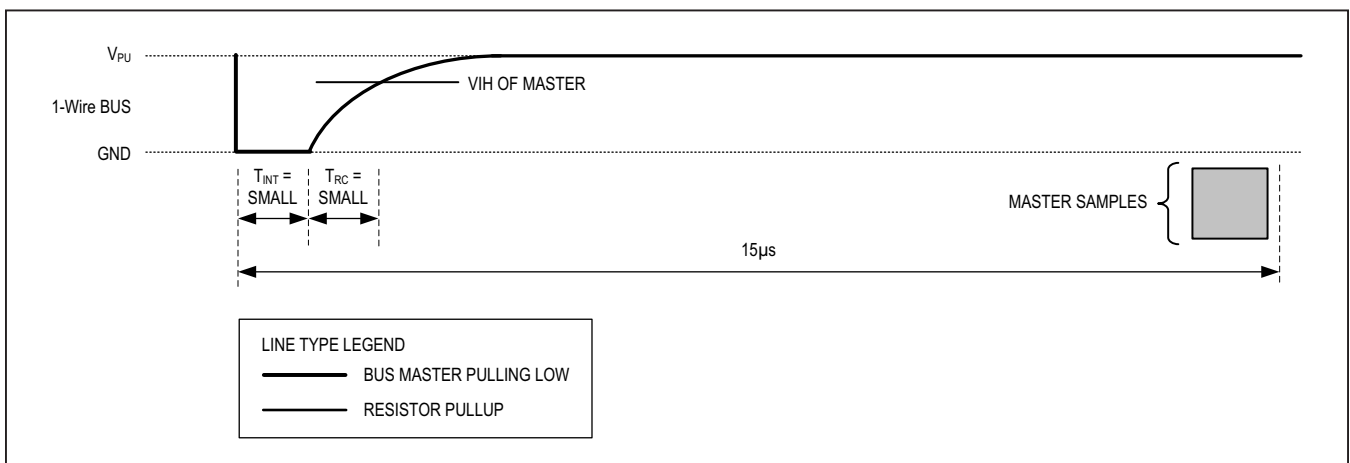 VPU
VIH OF MASTER
1-Wire BUS
GND
TINT =
SMALL
TRC =
SMALL
MASTER SAMPLES
15µs
LINE TYPE LEGEND
BUS MASTER PULLING LOW
RESISTOR PULLUP